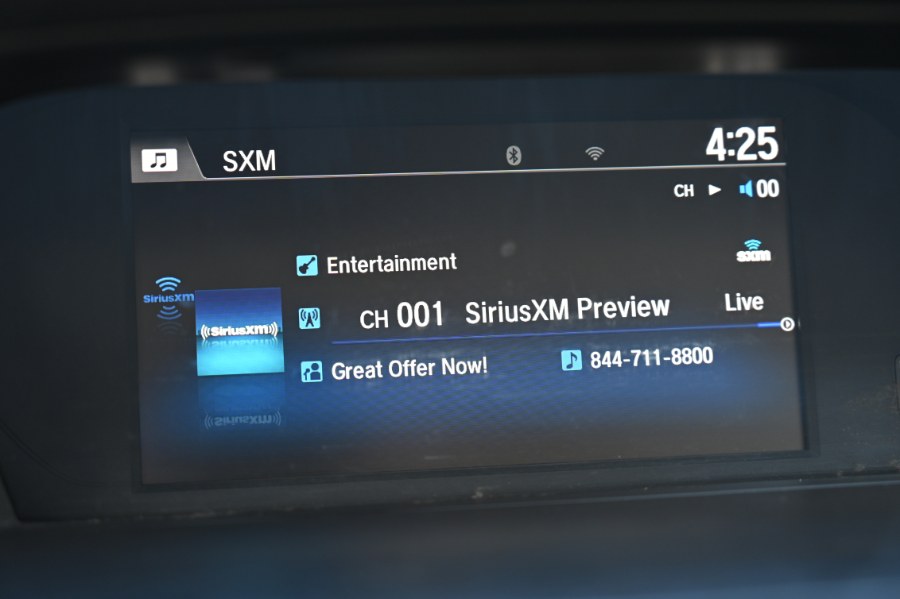 SXM 4:25
CH 00
Entertainment sxm
SiriusXM
CH 001 SiriusXM Preview Live
SiriusXM
Great Offer Now! 844-711-8800